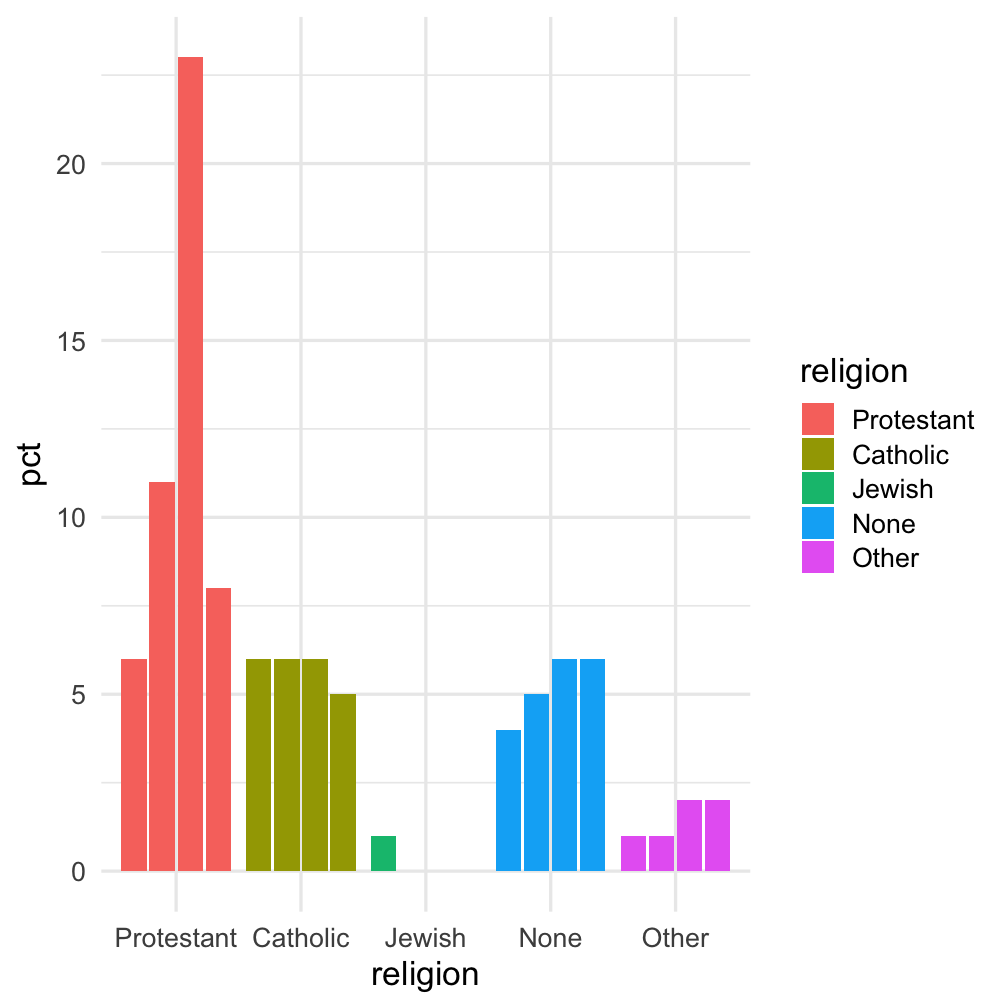 pct
20
15
10
5
0
Protestant
Catholic
Jewish
None
Other
religion
religion
Protestant
Catholic
Jewish
None
Other